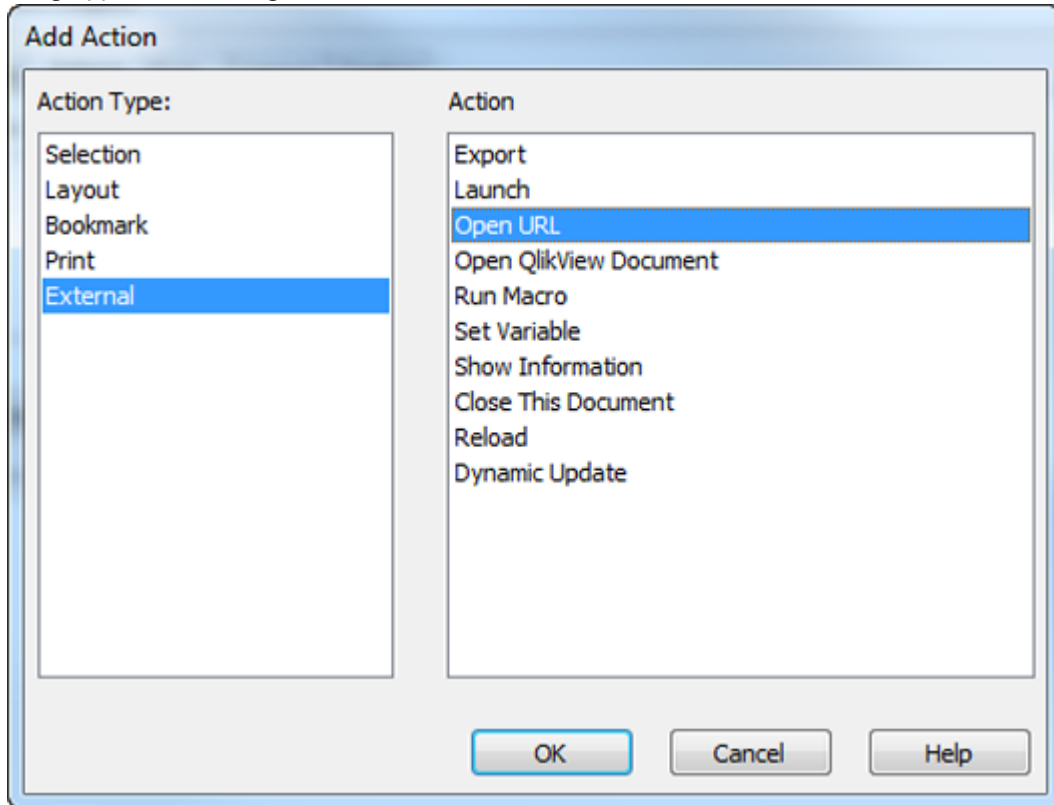 Add Action
Action Type:
Selection
Layout
Bookmark
Print
External
Action
Export
Launch
Open URL
Open QlikView Document
Run Macro
Set Variable
Show Information
Close This Document
Reload
Dynamic Update
OK
Cancel
Help